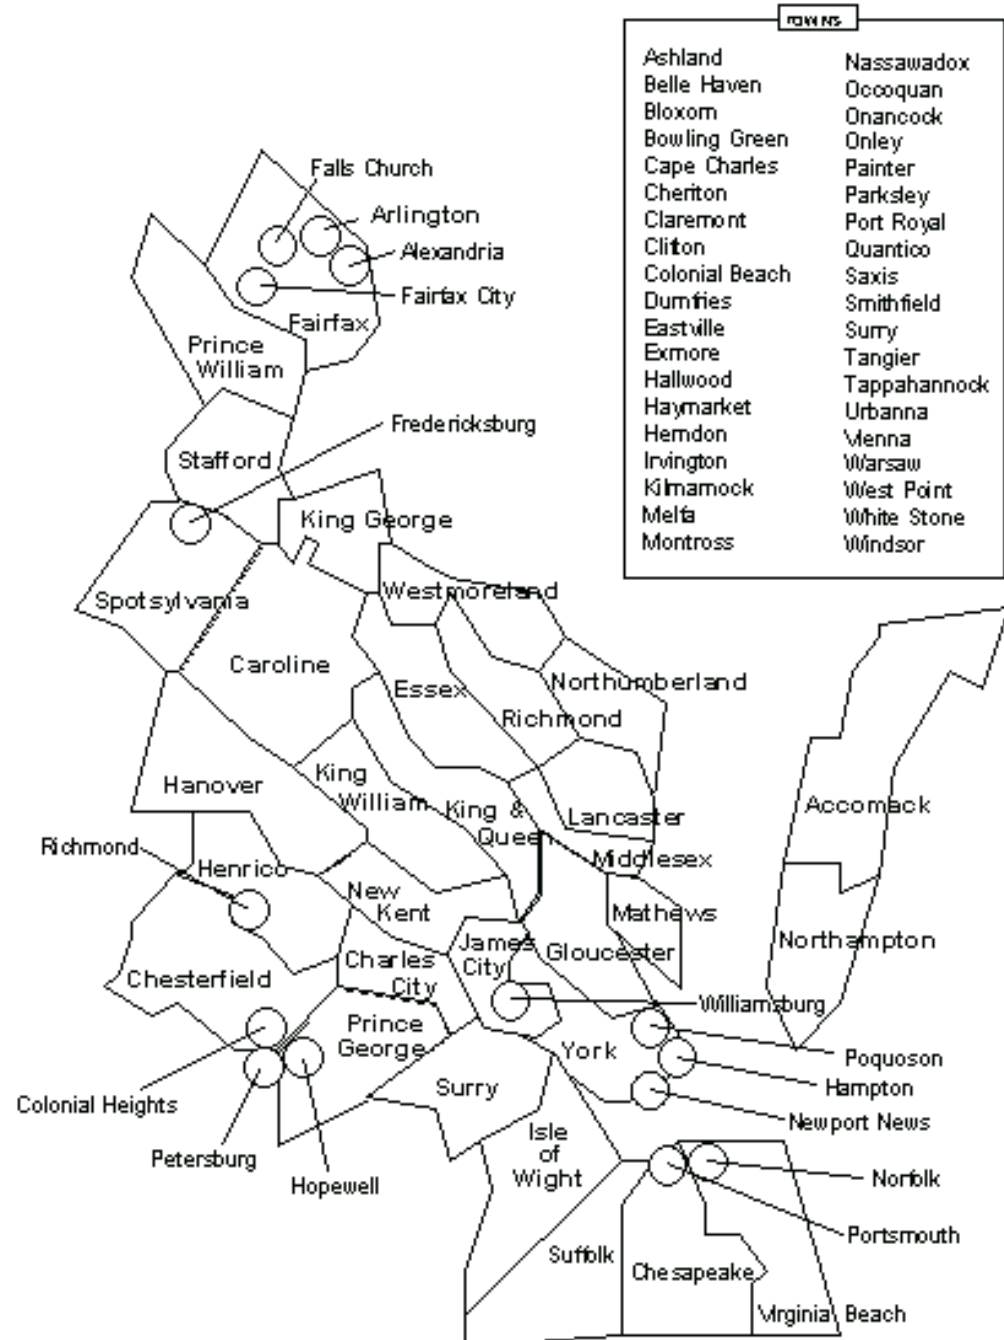 TOWNS
Ashland
Belle Haven
Bloxom
Bowling Green
Cape Charles
Cheriton
Claremont
Clifton
Colonial Beach
Dumfries
Eastville
Exmore
Hallwood
Haymarket
Herndon
Irvington
Kilmarnock
Melfa
Montross
Nassawadox
Occoquan
Onancock
Onley
Painter
Parksley
Port Royal
Quantico
Saxis
Smithfield
Surry
Tangier
Tappahannock
Urbanna
Vienna
Warsaw
West Point
White Stone
Windsor
Falls Church
Arlington
Alexandria
Fairfax City
Fairfax
Prince
William
Fredericksburg
Stafford
King George
Westmoreland
Spotsylvania
Caroline
Essex
Northumberland
Richmond
Hanover
King
William
King &
Queen
Lancaster
Accomack
Richmond
Henrico
Middlesex
New
Kent
Mathews
Northampton
James
City
Gloucester
Charles
City
Chesterfield
Williamsburg
Prince
George
York
Poquoson
Hampton
Surry
Colonial Heights
Newport News
Isle
of
Wight
Petersburg
Hopewell
Norfolk
Portsmouth
Suffolk
Chesapeake
Virginia Beach